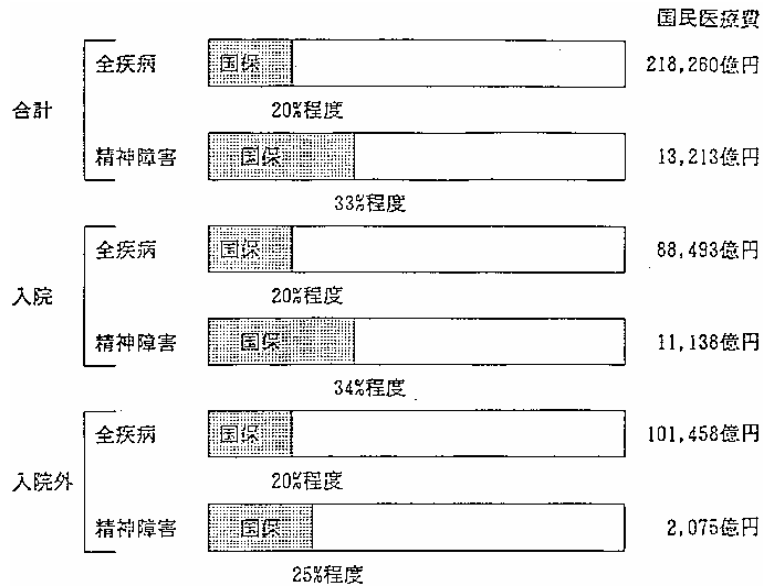 国民医療費
全疾病 国保 218,260億円
20%程度
合計
精神障害 国保 13,213億円
33%程度
全疾病 国保 88,493億円
20%程度
入院
精神障害 国保 11,138億円
34%程度
全疾病 国保 101,458億円
20%程度
入院外
精神障害 国保 2,075億円
25%程度